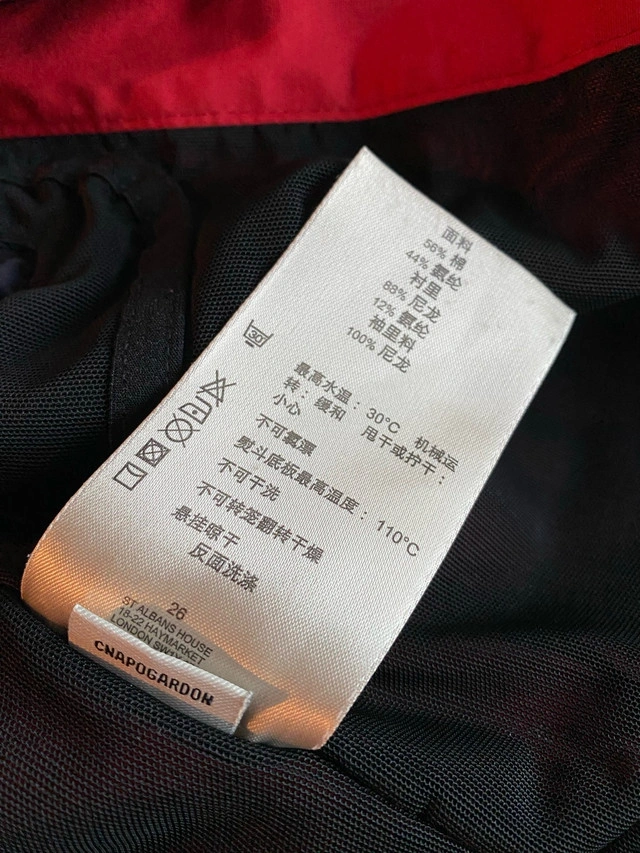 面料
56% 棉
44% 氨纶
衬里
88% 尼龙
12% 氨纶
袖里料
100% 尼龙
30
最高水温：30°C 机械运
转：缓和 甩干或拧干：
小心
不可氯漂
熨斗底板最高温度：110°C
不可干洗
不可转笼翻转干燥
悬挂晾干
反面洗涤
26
ST ALBANS HOUSE
18-22 HAYMARKET
LONDON
CNAPOGARDON